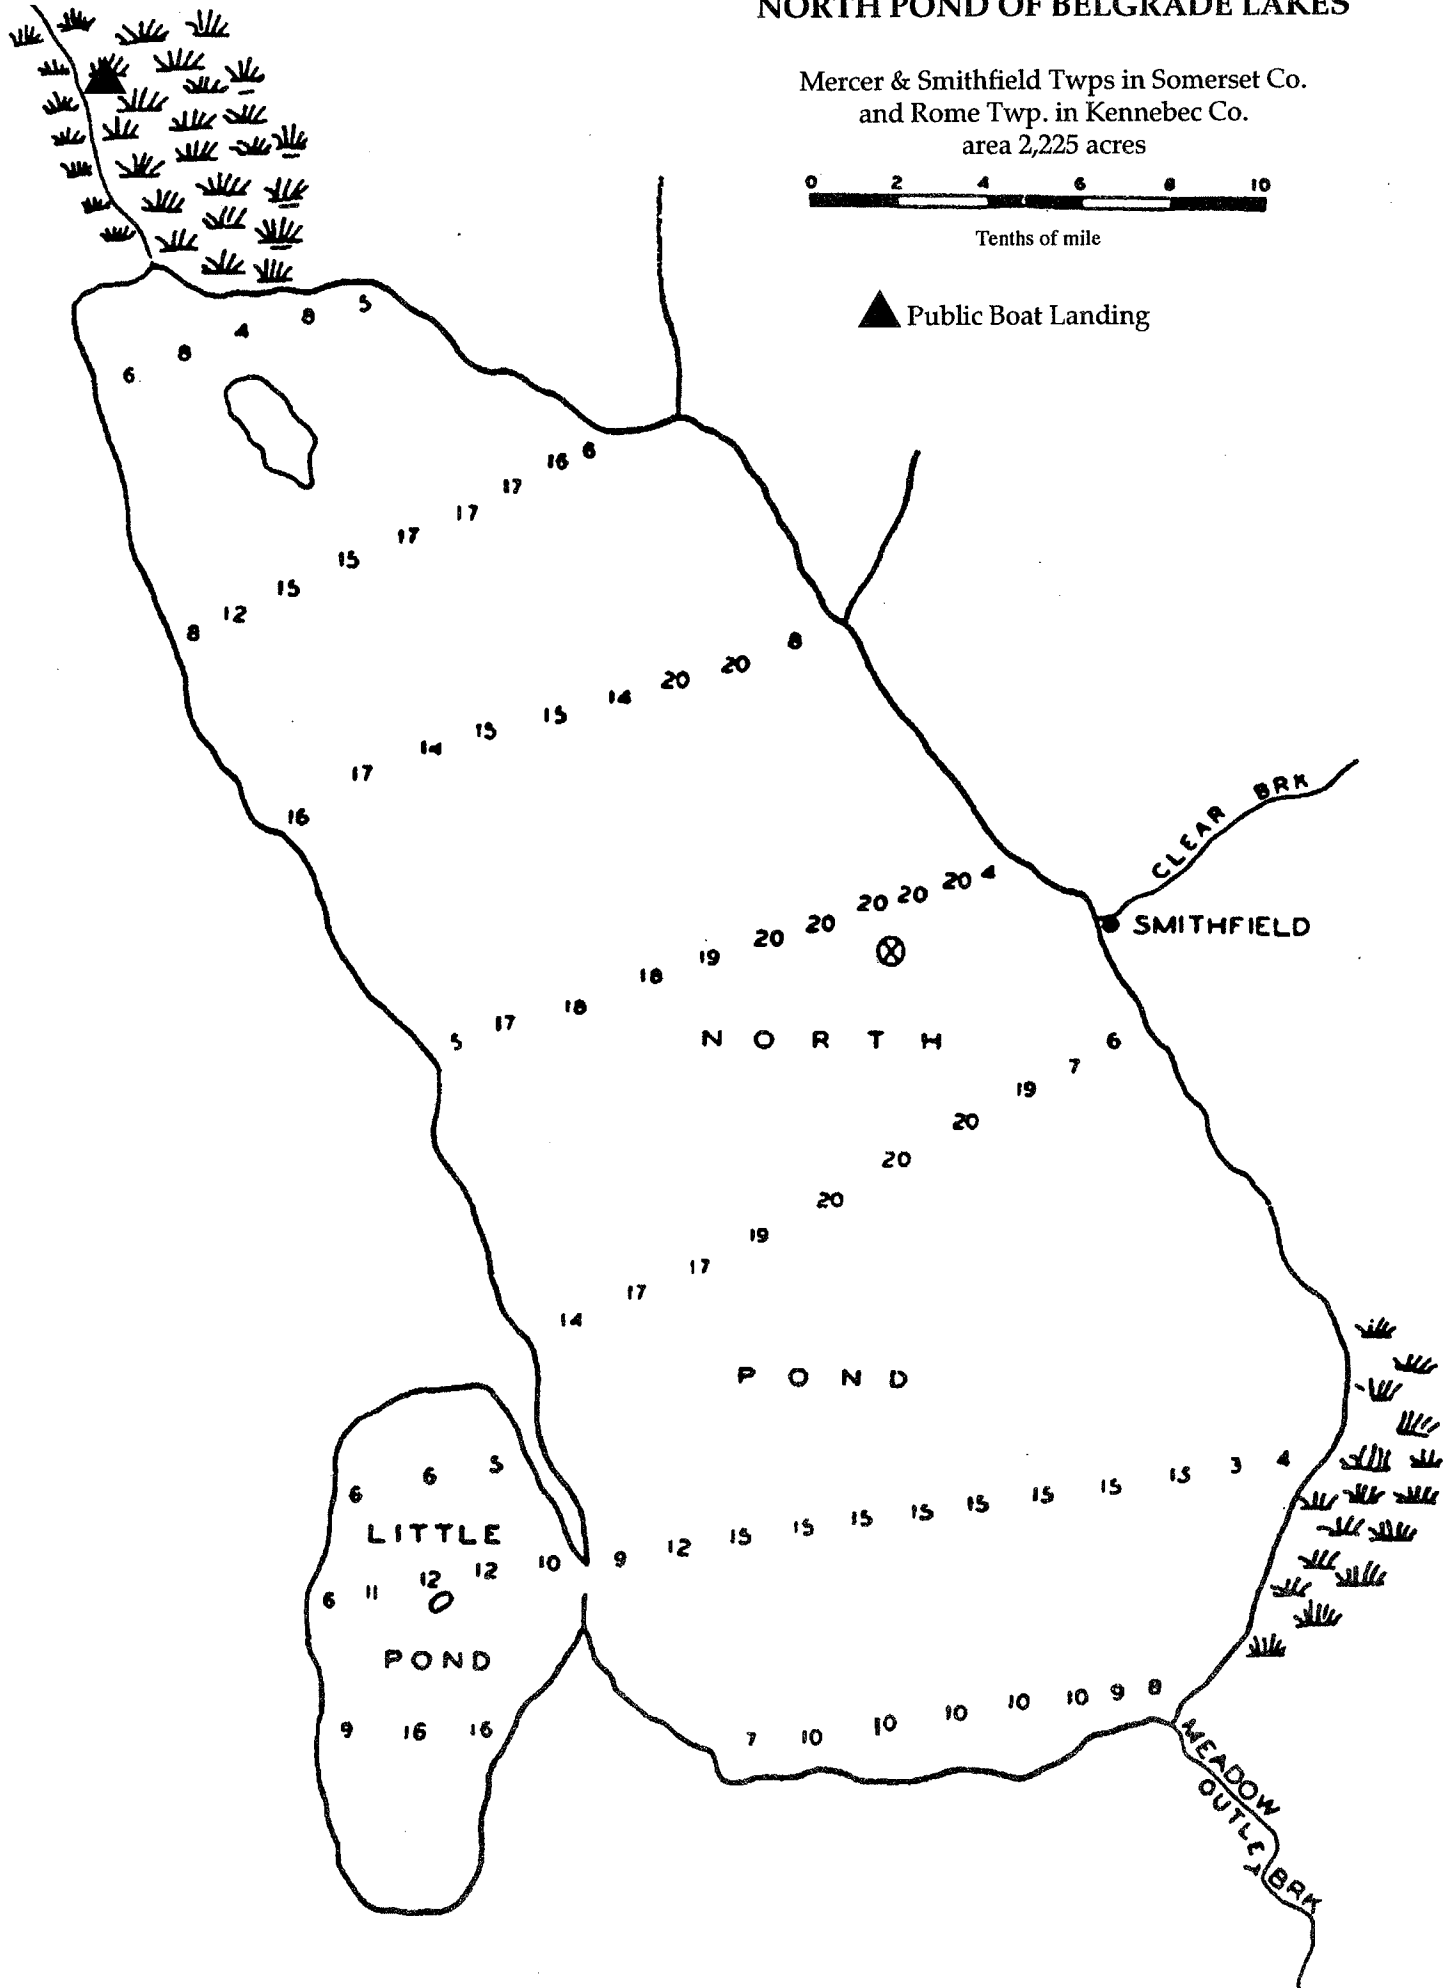 NORTH POND OF BELGRADE LAKES
Mercer & Smithfield Twps in Somerset Co.
and Rome Twp. in Kennebec Co.
area 2,225 acres
0 2 4 6 8 10
Tenths of mile
Public Boat Landing
6 8 4 8 5
8 12 15 15 17 17 17 16 6
16 17 14 15 15 14 20 20 8
CLEAR BRK
SMITHFIELD
5 17 18 18 19 20 20 20 20 20 4
NORTH
14 17 17 19 20 20 20 19 7 6
POND
6 6 5
LITTLE
6 11 12 12 10 9 12 15 15 15 15 15 15 15 15 3 4
POND
9 16 16
7 10 10 10 10 10 9 8
MEADOW BRK
OUTLET